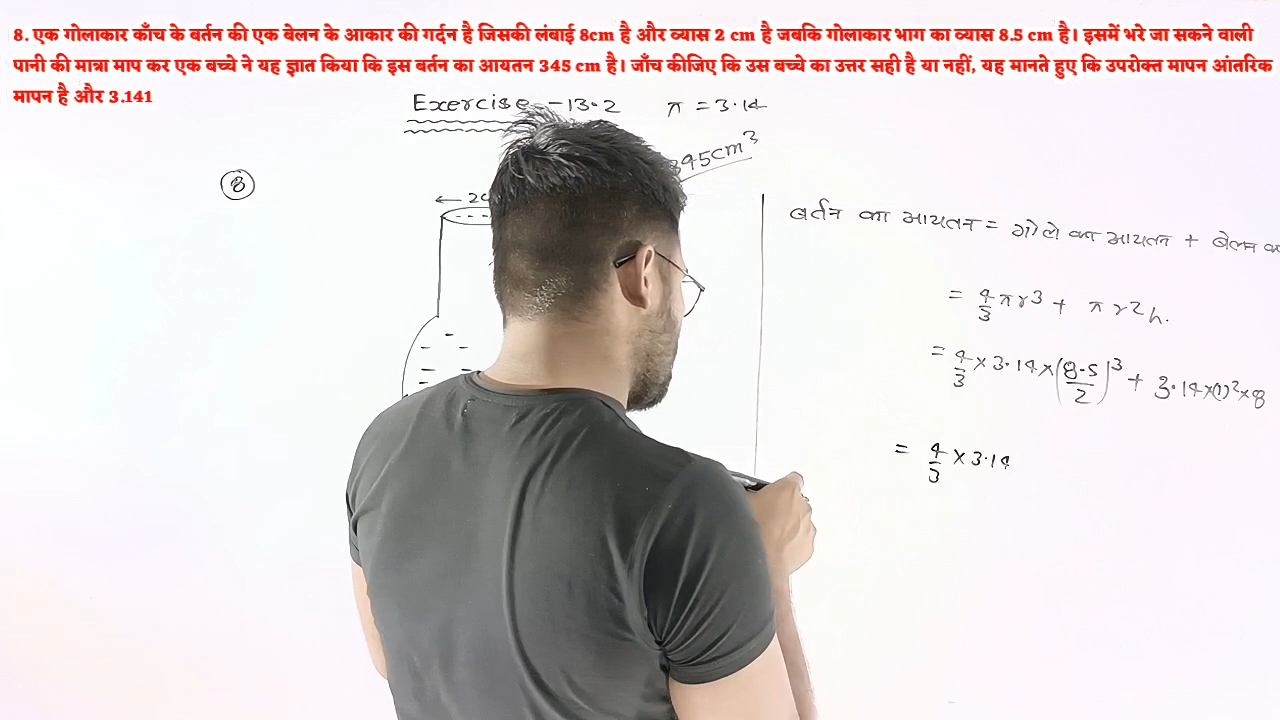 8. एक गोलाकार काँच के बर्तन की एक बेलन के आकार की गर्दन है जिसकी लंबाई 8cm है और व्यास 2 cm है जबकि गोलाकार भाग का व्यास 8.5 cm है। इसमें भरे जा सकने वाली
पानी की मात्रा माप कर एक बच्चे ने यह ज्ञात किया कि इस बर्तन का आयतन 345 cm है। जाँच कीजिए कि उस बच्चे का उत्तर सही है या नहीं, यह मानते हुए कि उपरोक्त मापन आंतरिक
मापन है और 3.141
Exercise -13.2 π = 3.14
345cm³
8
← 2c
बर्तन का आयतन = गोले का आयतन + बेलन का
= 4/3 πr³ + πr²h.
= 4/3 × 3.14 × (8.5/2)³ + 3.14×(1)²×8
= 4/3 × 3.14